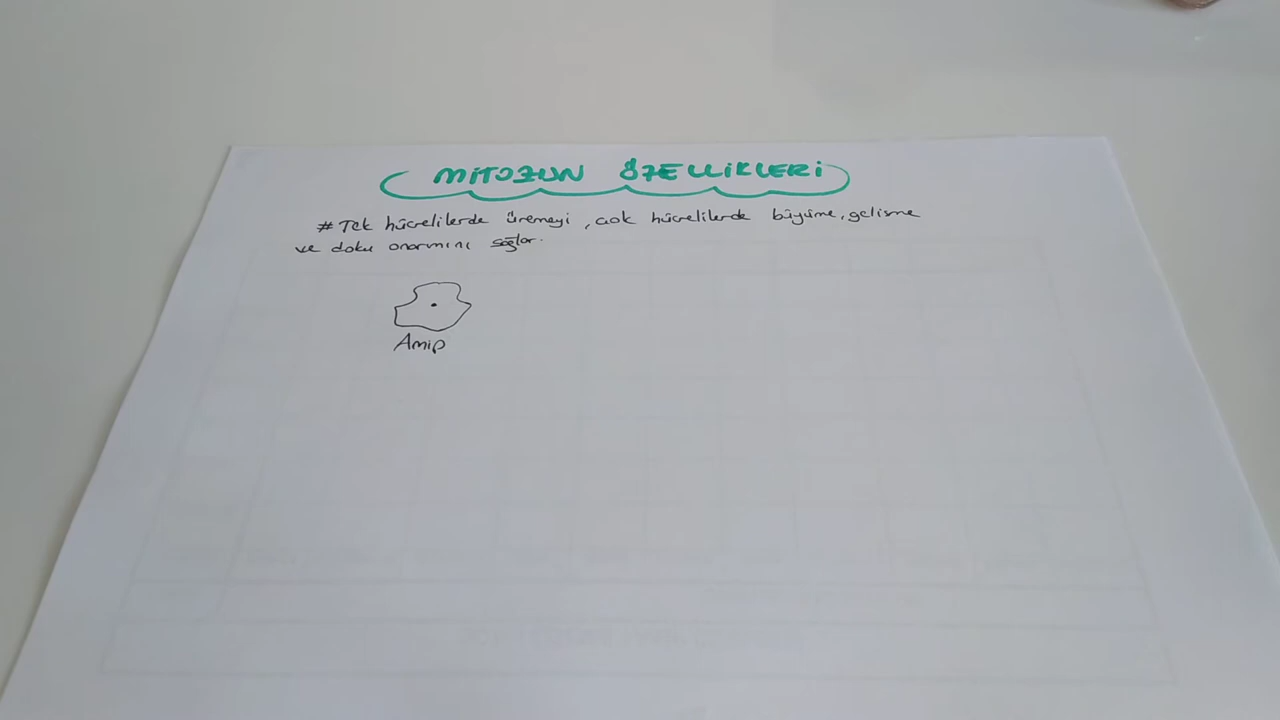 MİTOZUN ÖZELLİKLERİ
# Tek hücrelilerde üremeyi, çok hücrelilerde büyüme, gelişme
ve doku onarımını sağlar.
Amip